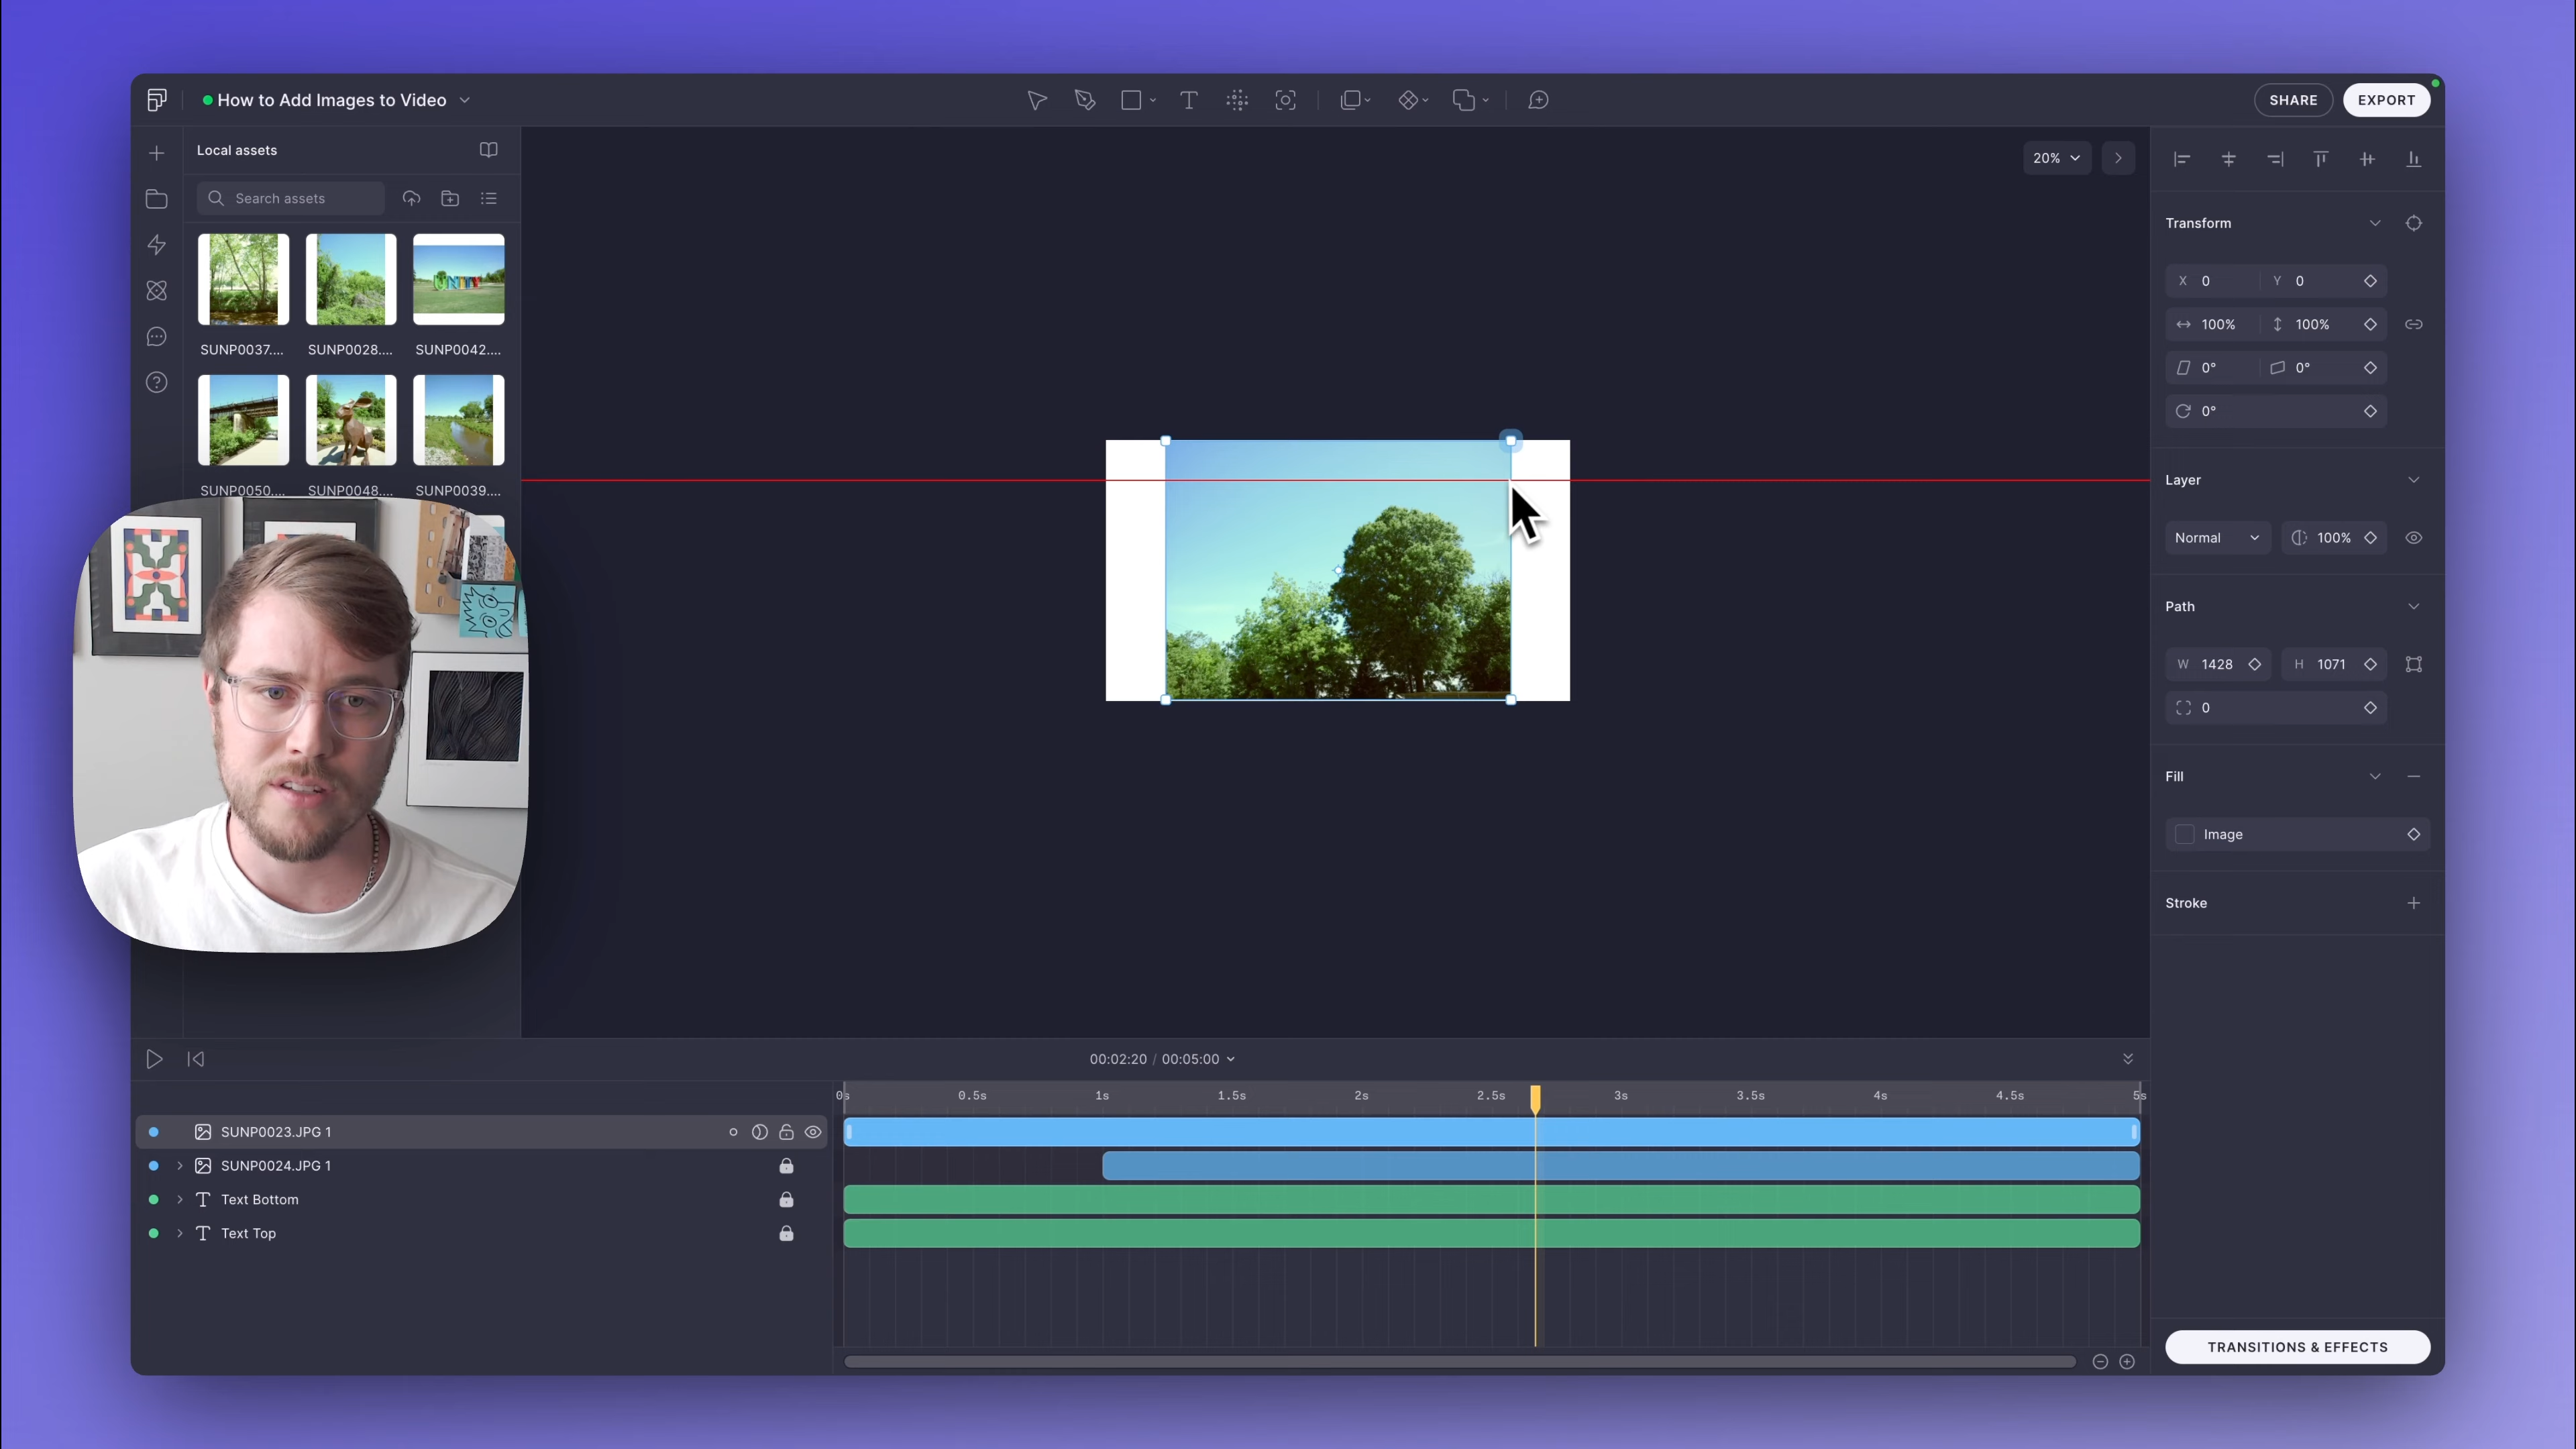 How to Add Images to Video
SHARE
EXPORT
Local assets
Search assets
20%
UNITY
SUNP0037....
SUNP0028....
SUNP0042....
SUNP0050....
SUNP0048....
SUNP0039....
Transform
X 0 Y 0
100% 100%
0° 0°
0°
Layer
Normal 100%
Path
W 1428 H 1071
0
Fill
Image
Stroke
00:02:20 / 00:05:00
0s 0.5s 1s 1.5s 2s 2.5s 3s 3.5s 4s 4.5s 5s
SUNP0023.JPG 1
SUNP0024.JPG 1
Text Bottom
Text Top
TRANSITIONS & EFFECTS